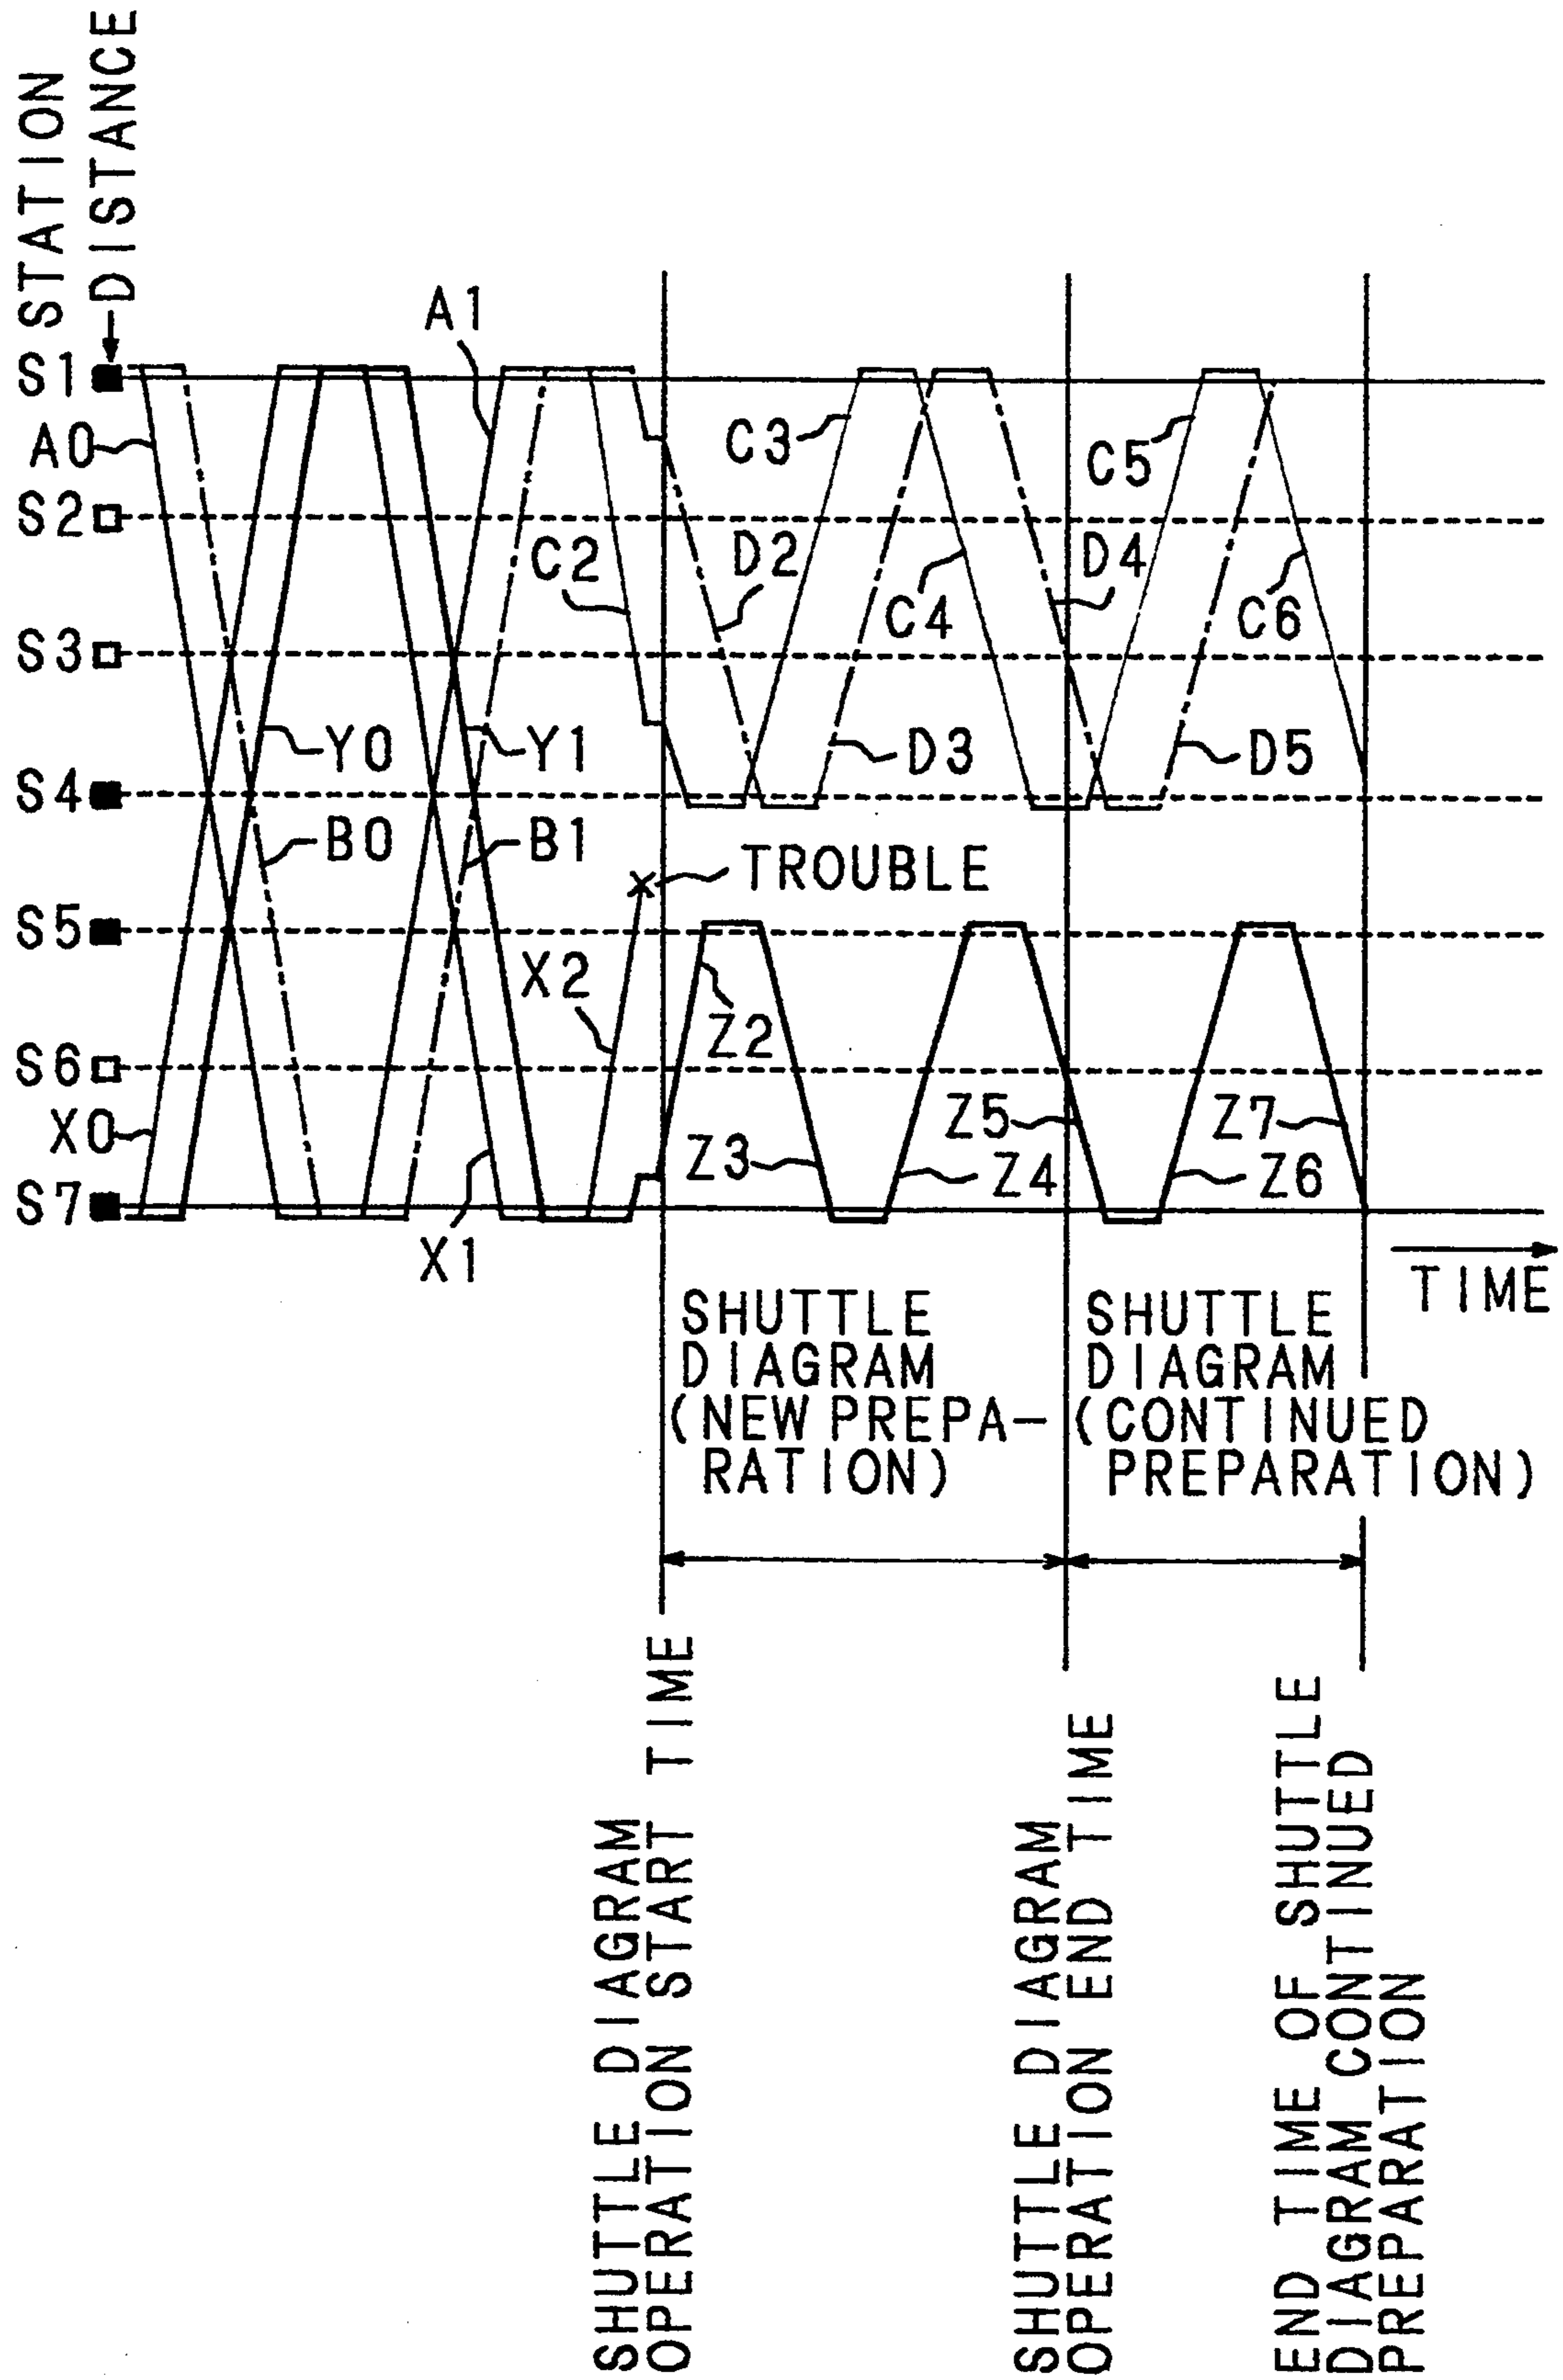 STATION
DISTANCE
S1
A0
S2
S3
S4
S5
S6
X0
S7
A1
Y0
Y1
B0
B1
X1
C2
X2
TROUBLE
D2
C3
C4
D3
D4
C5
C6
D5
Z2
Z3
Z4
Z5
Z6
Z7
TIME
SHUTTLE
DIAGRAM
(NEW PREPA-
RATION)
SHUTTLE
DIAGRAM
(CONTINUED
PREPARATION)
SHUTTLE DIAGRAM
OPERATION START TIME
SHUTTLE DIAGRAM
OPERATION END TIME
END TIME OF SHUTTLE
DIAGRAM CONTINUED
PREPARATION